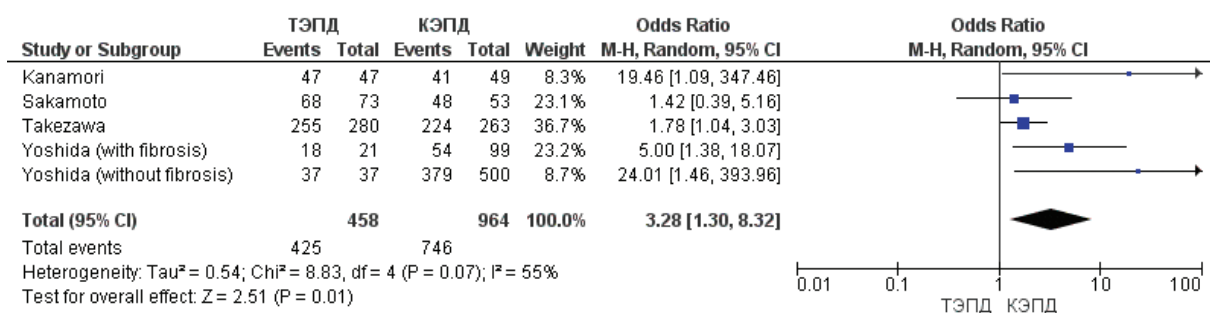 ТЭПД КЭПД Odds Ratio Odds Ratio
Study or Subgroup Events Total Events Total Weight M-H, Random, 95% CI M-H, Random, 95% CI
Kanamori 47 47 41 49 8.3% 19.46 [1.09, 347.46]
Sakamoto 68 73 48 53 23.1% 1.42 [0.39, 5.16]
Takezawa 255 280 224 263 36.7% 1.78 [1.04, 3.03]
Yoshida (with fibrosis) 18 21 54 99 23.2% 5.00 [1.38, 18.07]
Yoshida (without fibrosis) 37 37 379 500 8.7% 24.01 [1.46, 393.96]
Total (95% CI) 458 964 100.0% 3.28 [1.30, 8.32]
Total events 425 746
Heterogeneity: Tau² = 0.54; Chi² = 8.83, df = 4 (P = 0.07); I² = 55%
Test for overall effect: Z = 2.51 (P = 0.01)
0.01 0.1 1 10 100
ТЭПД КЭПД